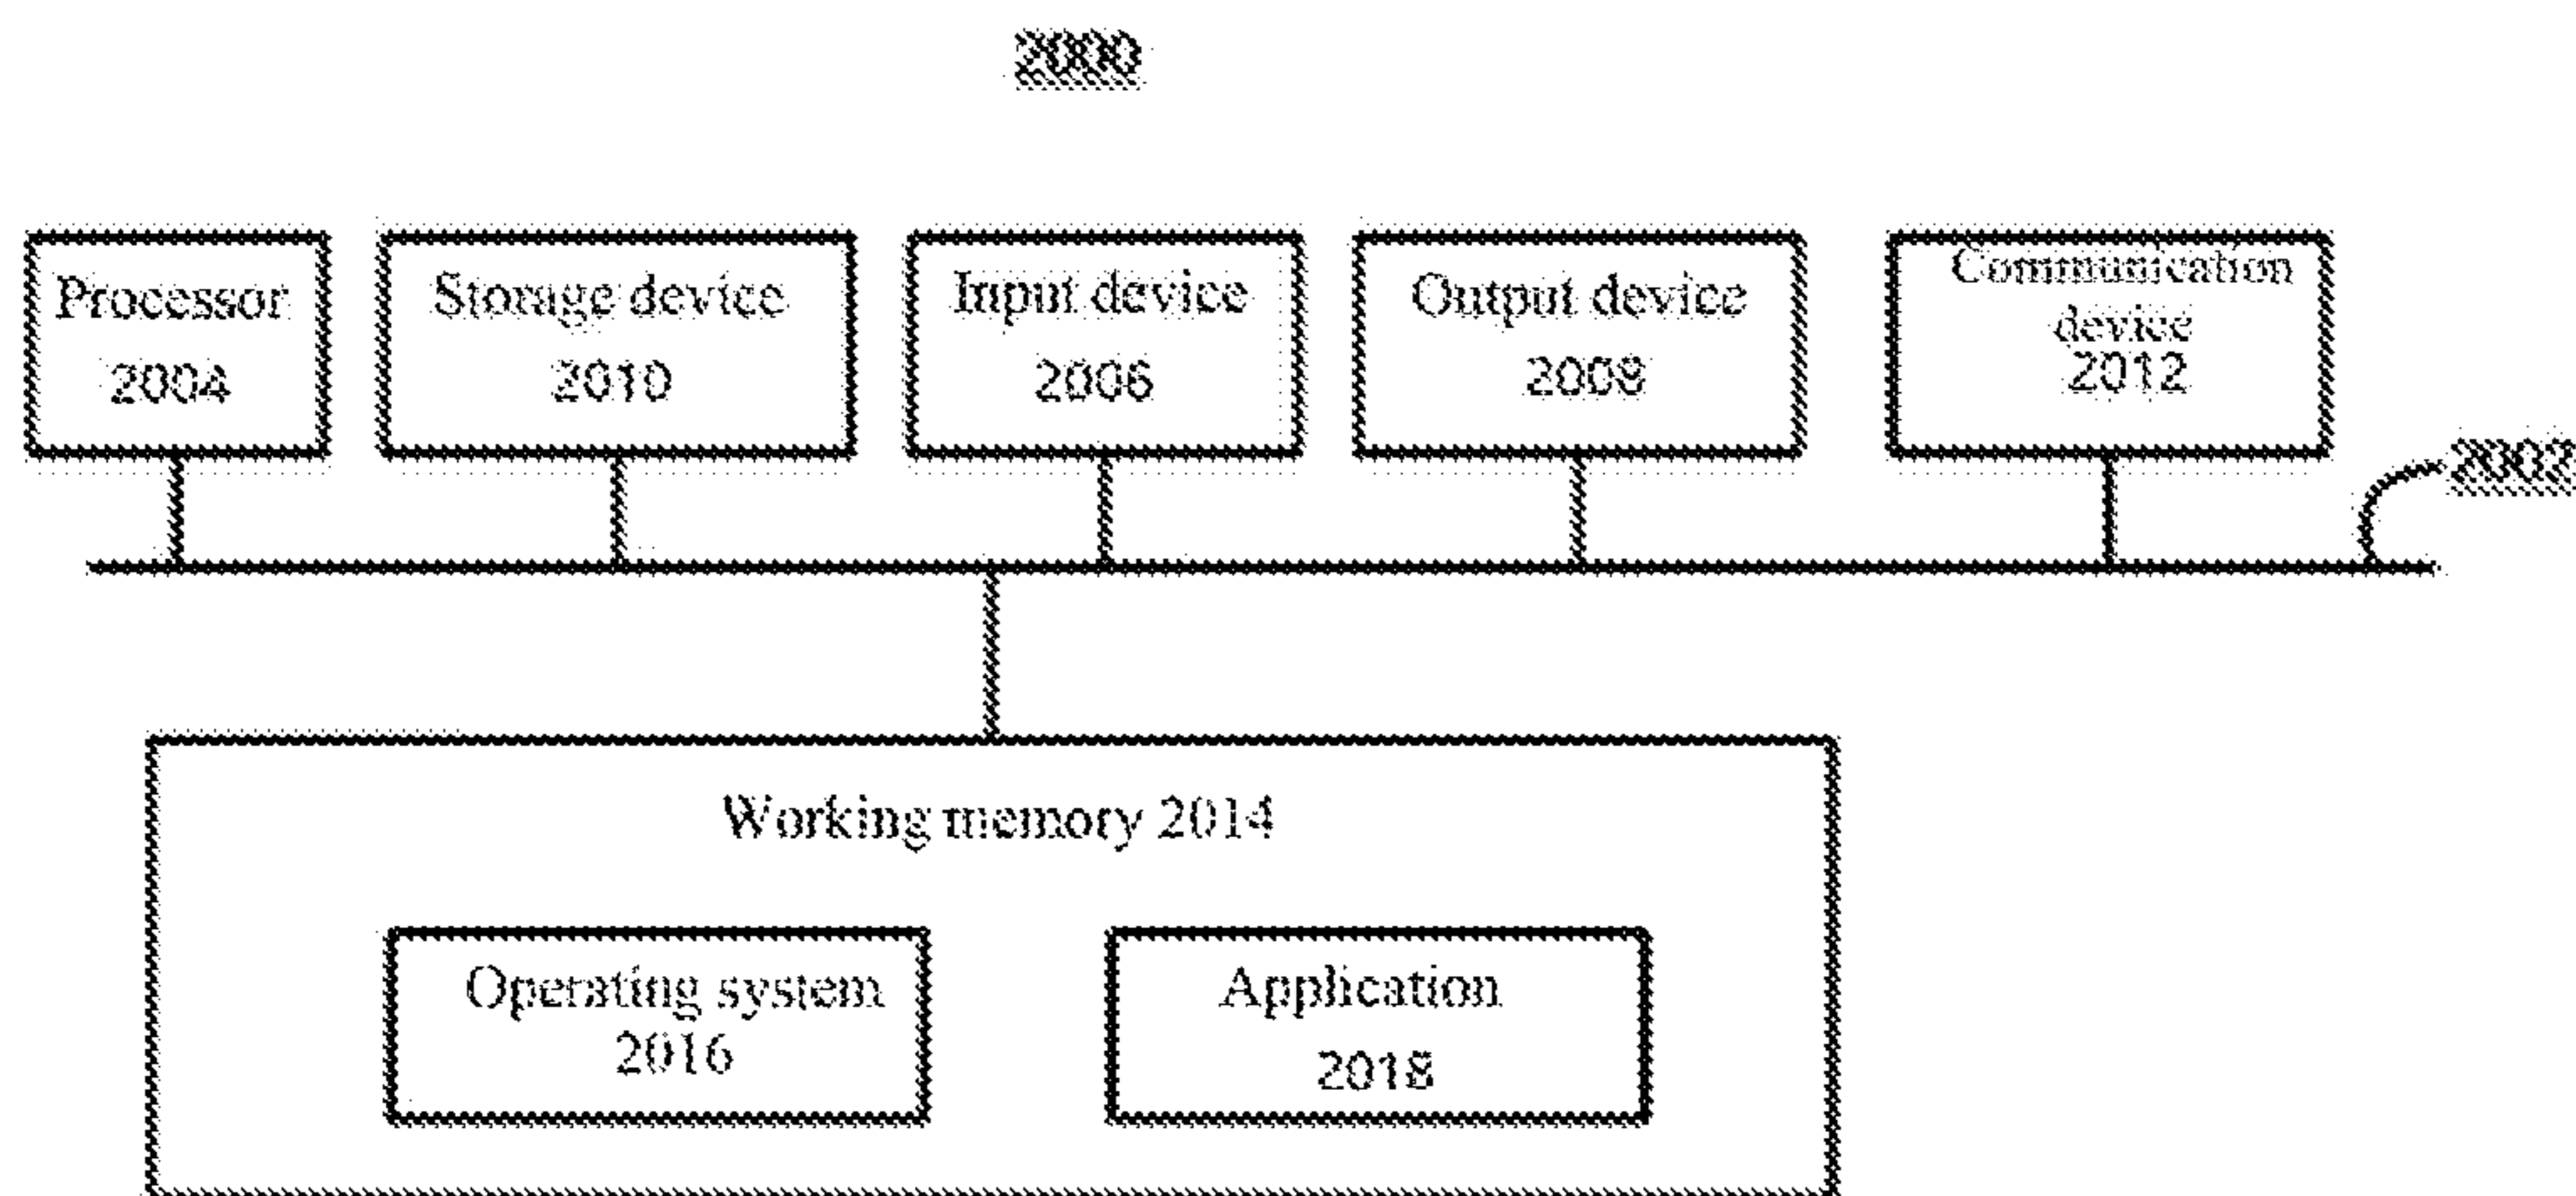 2000
Processor
2004
Storage device
2010
Input device
2006
Output device
2008
Communication
device
2012
2002
Working memory 2014
Operating system
2016
Application
2018